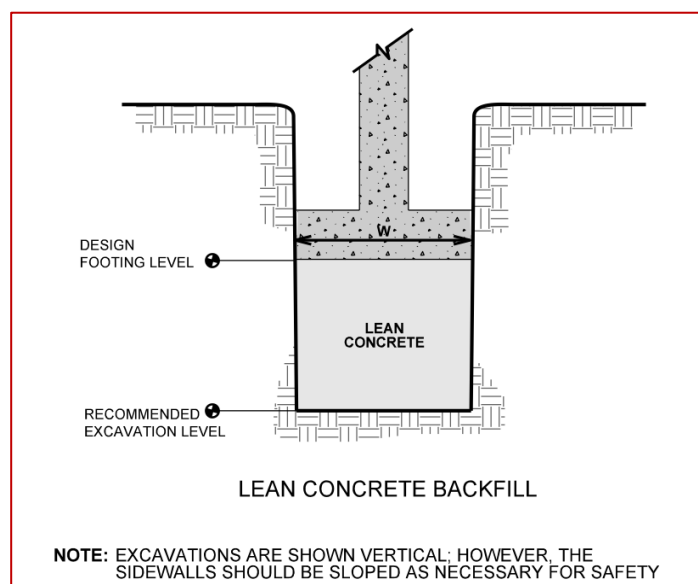 W
DESIGN
FOOTING LEVEL
LEAN
CONCRETE
RECOMMENDED
EXCAVATION LEVEL
LEAN CONCRETE BACKFILL
NOTE: EXCAVATIONS ARE SHOWN VERTICAL; HOWEVER, THE
SIDEWALLS SHOULD BE SLOPED AS NECESSARY FOR SAFETY